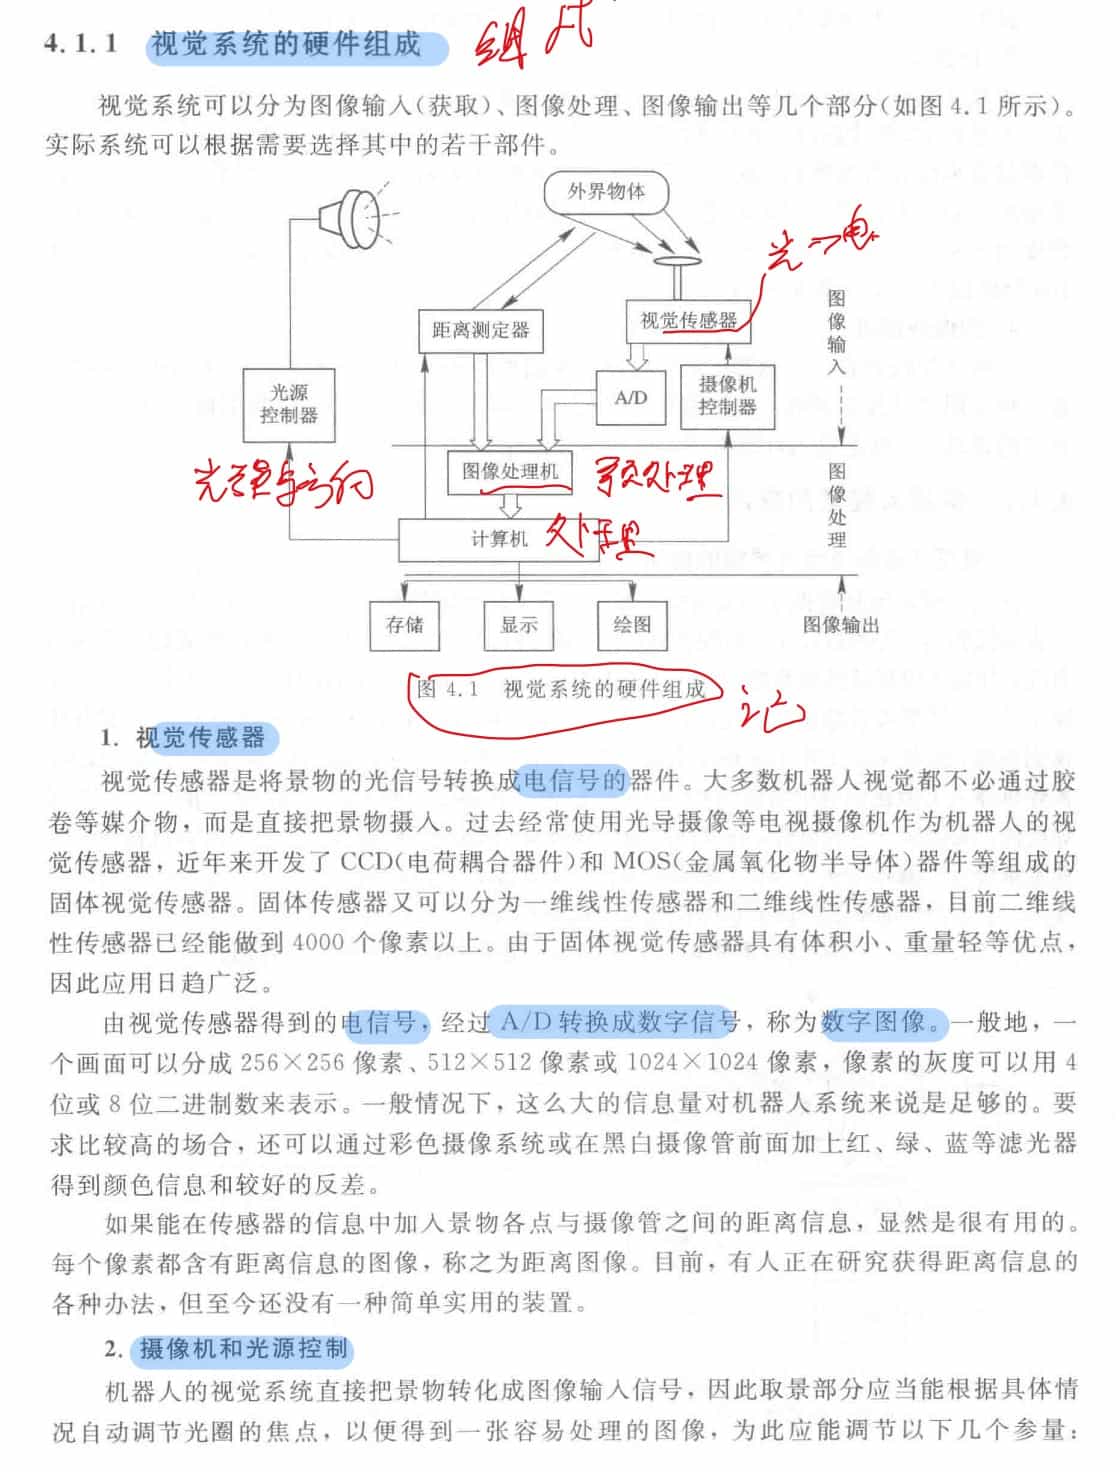 4.1.1 视觉系统的硬件组成
组成
视觉系统可以分为图像输入(获取)、图像处理、图像输出等几个部分(如图 4.1 所示)。
实际系统可以根据需要选择其中的若干部件。
外界物体
光→电
距离测定器
视觉传感器
图像输入
光源
控制器
A/D
摄像机
控制器
光量与方向
图像处理机
预处理
图像处理
计算机
处理
存储
显示
绘图
图像输出
图 4.1 视觉系统的硬件组成
记
1. 视觉传感器
视觉传感器是将景物的光信号转换成电信号的器件。大多数机器人视觉都不必通过胶
卷等媒介物，而是直接把景物摄入。过去经常使用光导摄像等电视摄像机作为机器人的视
觉传感器，近年来开发了 CCD(电荷耦合器件)和 MOS(金属氧化物半导体)器件等组成的
固体视觉传感器。固体传感器又可以分为一维线性传感器和二维线性传感器，目前二维线
性传感器已经能做到 4000 个像素以上。由于固体视觉传感器具有体积小、重量轻等优点，
因此应用日趋广泛。
由视觉传感器得到的电信号，经过 A/D 转换成数字信号，称为数字图像。一般地，一
个画面可以分成 256×256 像素、512×512 像素或 1024×1024 像素，像素的灰度可以用 4
位或 8 位二进制数来表示。一般情况下，这么大的信息量对机器人系统来说是足够的。要
求比较高的场合，还可以通过彩色摄像系统或在黑白摄像管前面加上红、绿、蓝等滤光器
得到颜色信息和较好的反差。
如果能在传感器的信息中加入景物各点与摄像管之间的距离信息，显然是很有用的。
每个像素都含有距离信息的图像，称之为距离图像。目前，有人正在研究获得距离信息的
各种办法，但至今还没有一种简单实用的装置。
2. 摄像机和光源控制
机器人的视觉系统直接把景物转化成图像输入信号，因此取景部分应当能根据具体情
况自动调节光圈的焦点，以便得到一张容易处理的图像，为此应能调节以下几个参量：